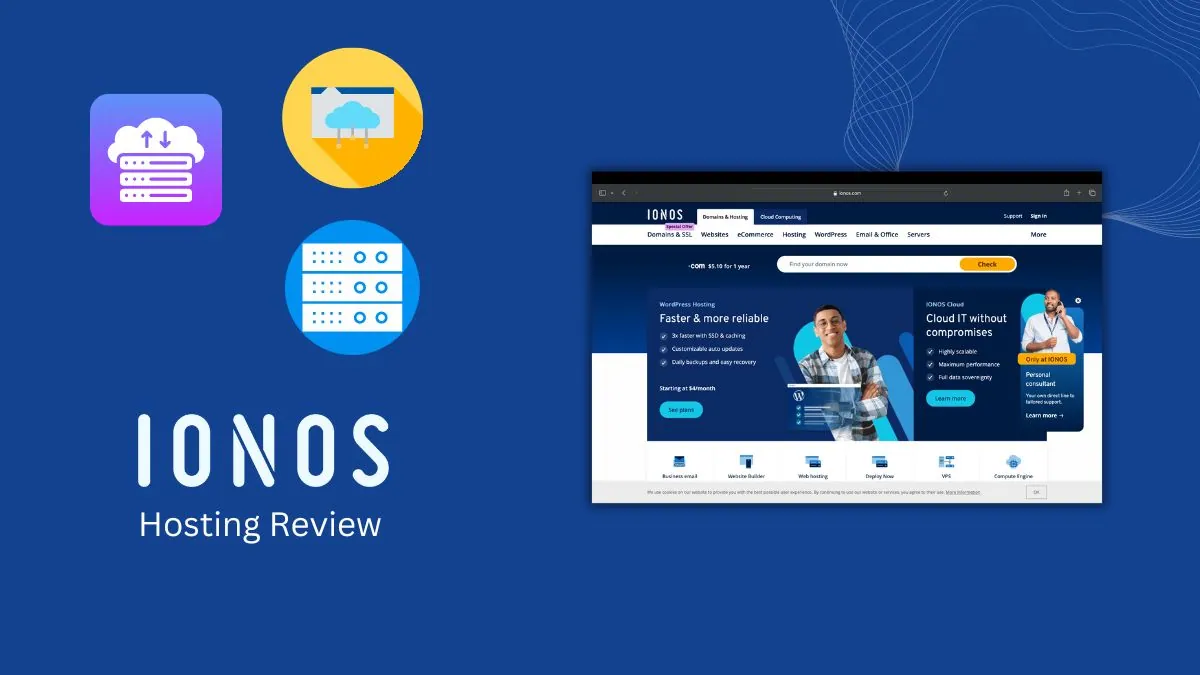 IONOS
Hosting Review
ionos.com
IONOS
Domains & Hosting
Cloud Computing
Support
Sign in
Special Offer
Domains & SSL
Websites
eCommerce
Hosting
WordPress
Email & Office
Servers
More
.com $5.10 for 1 year
Find your domain now
Check
WordPress Hosting
Faster & more reliable
3x faster with SSD & caching
Customizable auto updates
Daily backups and easy recovery
Starting at $4/month
See plans
IONOS Cloud
Cloud IT without
compromises
Highly scalable
Maximum performance
Full data sovereignty
Learn more
Only at IONOS
Personal
consultant
Your own direct line to
tailored support.
Learn more →
Business email
Website Builder
Web hosting
Deploy Now
VPS
Compute Engine
We use cookies on our website to provide you with the best possible user experience. By continuing to use our website or services, you agree to their use. More Information.
OK